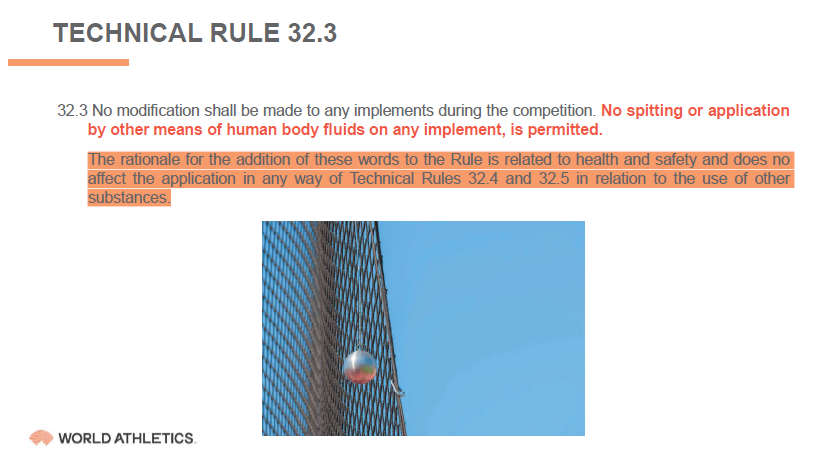 TECHNICAL RULE 32.3
32.3 No modification shall be made to any implements during the competition. No spitting or application
by other means of human body fluids on any implement, is permitted.
The rationale for the addition of these words to the Rule is related to health and safety and does no
affect the application in any way of Technical Rules 32.4 and 32.5 in relation to the use of other
substances.
WORLD ATHLETICS.